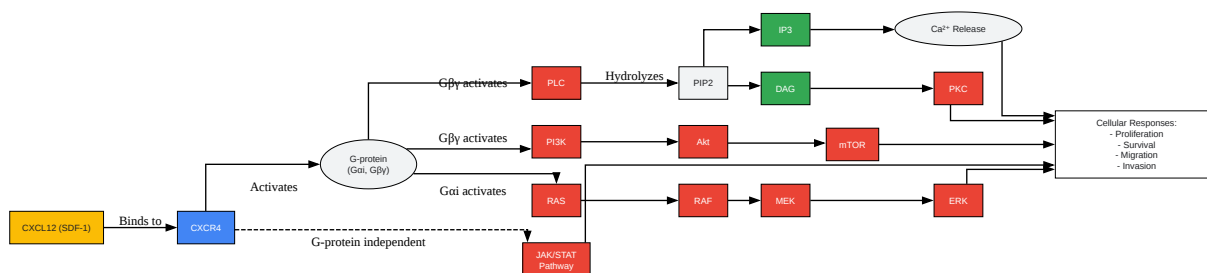 IP3
Ca²⁺ Release
Gβγ activates
PLC
Hydrolyzes
PIP2
DAG
PKC
Cellular Responses:
- Proliferation
- Survival
- Migration
- Invasion
G-protein
(Gαi, Gβγ)
Gβγ activates
PI3K
Akt
mTOR
Activates
Gαi activates
RAS
RAF
MEK
ERK
CXCL12 (SDF-1)
Binds to
CXCR4
G-protein independent
JAK/STAT
Pathway